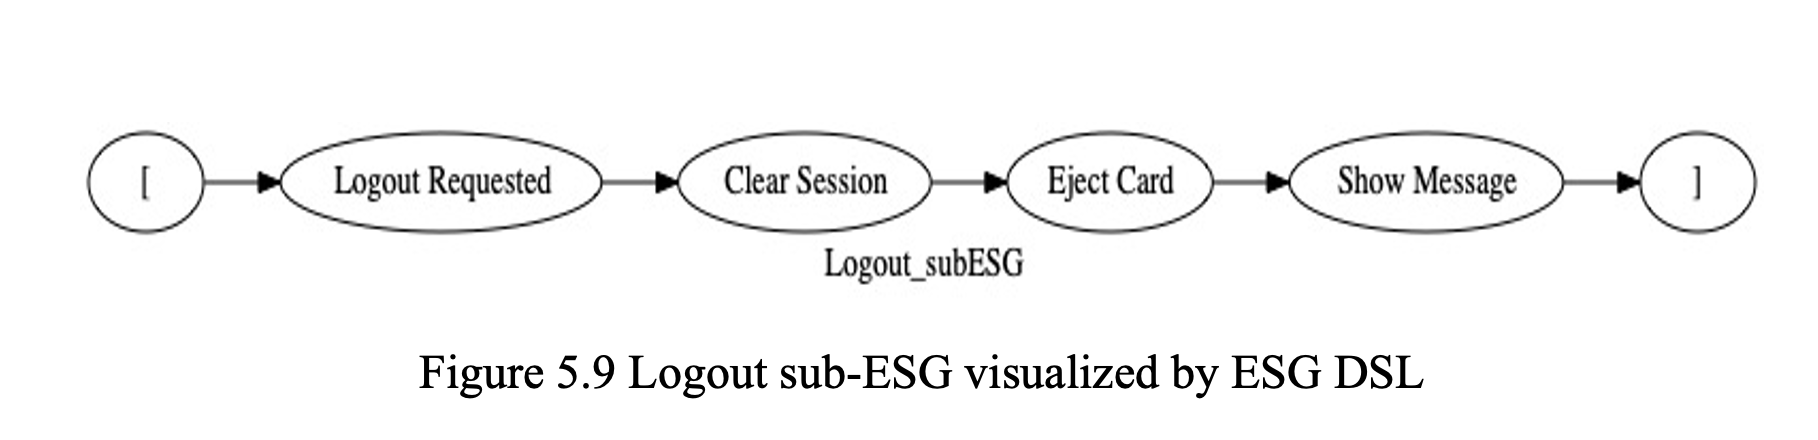 [
Logout Requested
Clear Session
Eject Card
Show Message
]
Logout_subESG
Figure 5.9 Logout sub-ESG visualized by ESG DSL